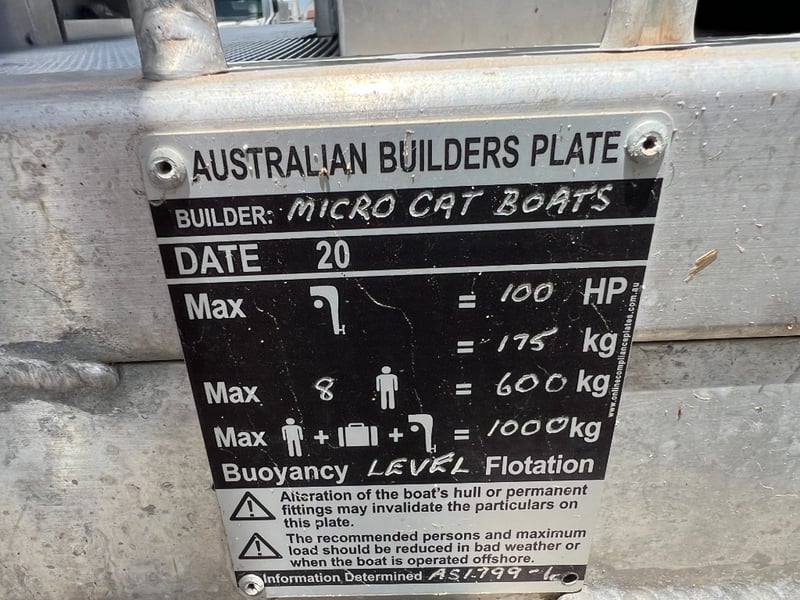 AUSTRALIAN BUILDERS PLATE
BUILDER: MICRO CAT BOATS
DATE 20
Max = 100 HP
= 175 kg
Max 8 = 600 kg
Max + + = 1000 kg
Buoyancy LEVEL Flotation
Alteration of the boat's hull or permanent
fittings may invalidate the particulars on
this plate.
The recommended persons and maximum
load should be reduced in bad weather or
when the boat is operated offshore.
Information Determined AS1799-1
www.onlinecomplianceplates.com.au